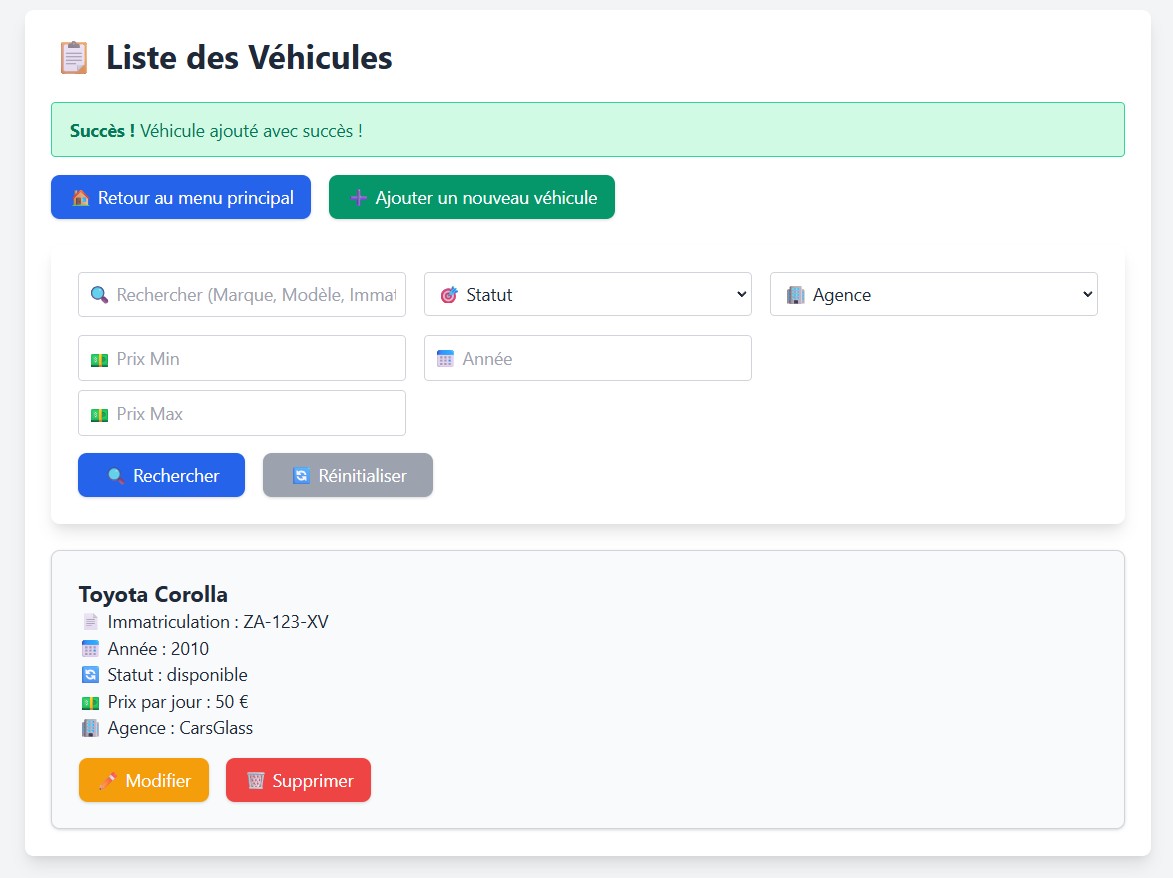 Liste des Véhicules
Succès ! Véhicule ajouté avec succès !
Retour au menu principal
Ajouter un nouveau véhicule
Rechercher (Marque, Modèle, Immat
Statut
Agence
Prix Min
Année
Prix Max
Rechercher
Réinitialiser
Toyota Corolla
Immatriculation : ZA-123-XV
Année : 2010
Statut : disponible
Prix par jour : 50 €
Agence : CarsGlass
Modifier
Supprimer